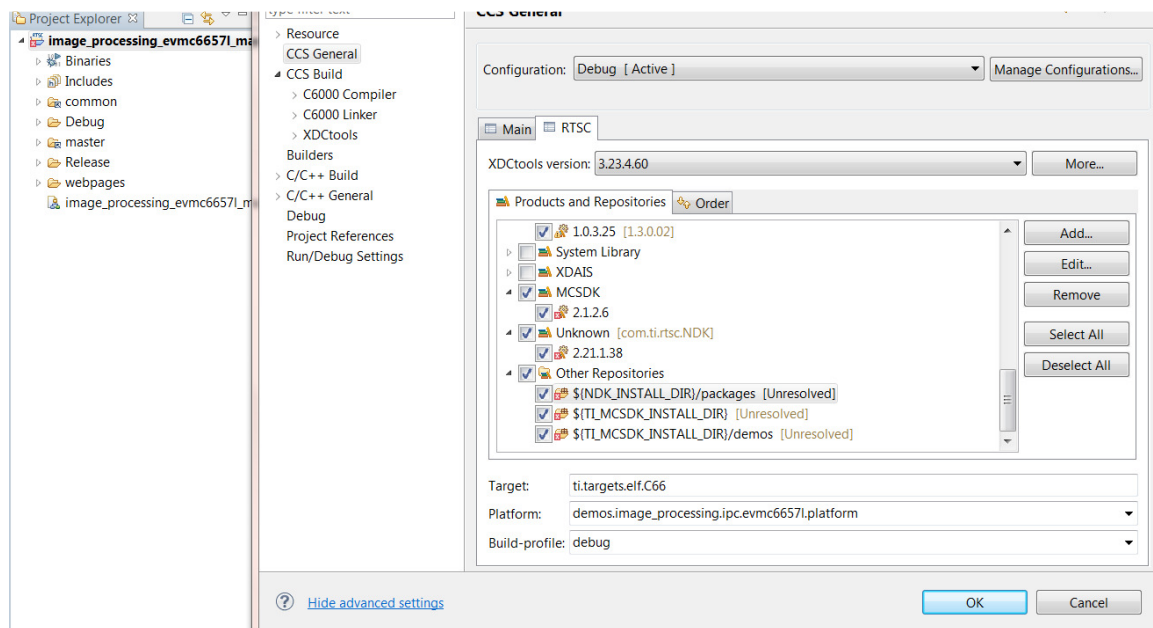 Project Explorer
image_processing_evmc6657l_ma
Binaries
Includes
common
Debug
master
Release
webpages
image_processing_evmc6657l_m
type filter text
Resource
CCS General
CCS Build
C6000 Compiler
C6000 Linker
XDCtools
Builders
C/C++ Build
C/C++ General
Debug
Project References
Run/Debug Settings
CCS General
Configuration: Debug [ Active ] Manage Configurations...
Main RTSC
XDCtools version: 3.23.4.60 More...
Products and Repositories Order
1.0.3.25 [1.3.0.02]
System Library
XDAIS
MCSDK
2.1.2.6
Unknown [com.ti.rtsc.NDK]
2.21.1.38
Other Repositories
${NDK_INSTALL_DIR}/packages [Unresolved]
${TI_MCSDK_INSTALL_DIR} [Unresolved]
${TI_MCSDK_INSTALL_DIR}/demos [Unresolved]
Add...
Edit...
Remove
Select All
Deselect All
Target: ti.targets.elf.C66
Platform: demos.image_processing.ipc.evmc6657l.platform
Build-profile: debug
Hide advanced settings
OK Cancel